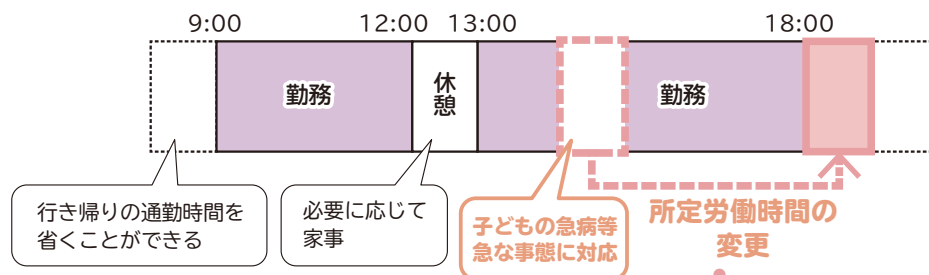 9:00
12:00
13:00
18:00
勤務
休憩
勤務
行き帰りの通勤時間を
省くことができる
必要に応じて
家事
子どもの急病等
急な事態に対応
所定労働時間の
変更